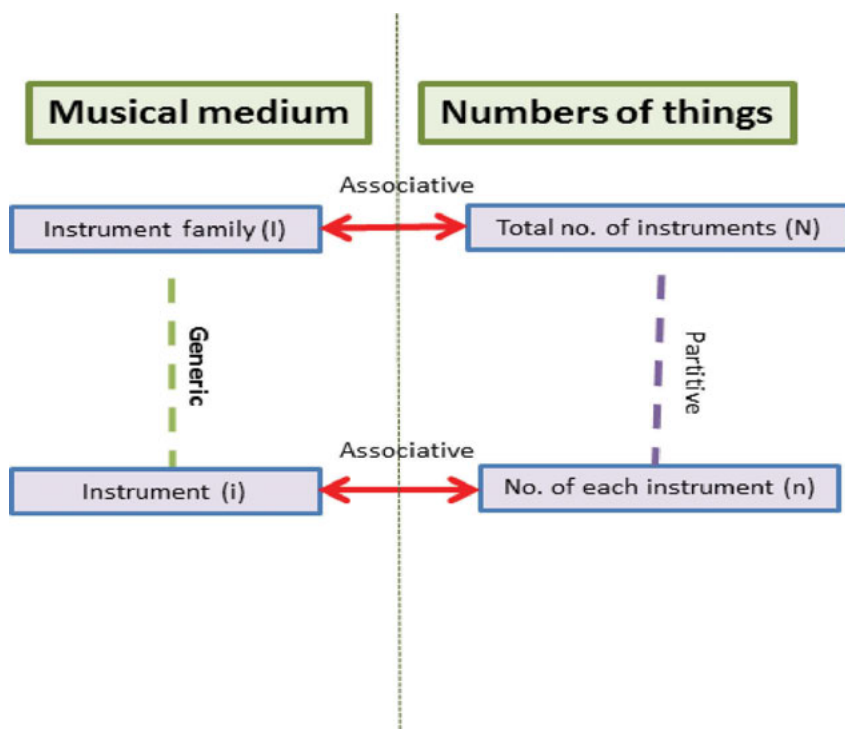 Musical medium
Numbers of things
Associative
Instrument family (I)
Total no. of instruments (N)
Generic
Partitive
Associative
Instrument (i)
No. of each instrument (n)